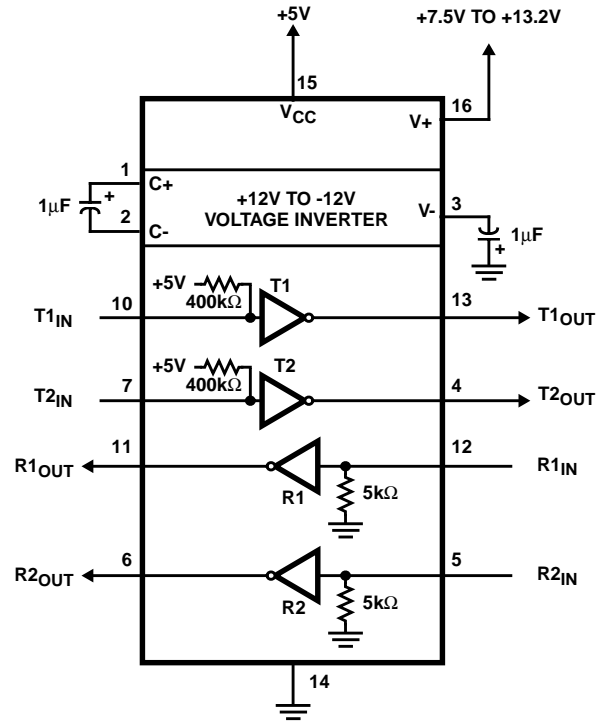 +5V
+7.5V TO +13.2V
15
16
VCC
V+
1
C+
+
1μF
2
C-
+12V TO -12V
VOLTAGE INVERTER
V-
3
1μF
+
+5V
400kΩ
T1
T1IN
10
13
T1OUT
+5V
400kΩ
T2
T2IN
7
4
T2OUT
R1OUT
11
R1
5kΩ
12
R1IN
R2OUT
6
R2
5kΩ
5
R2IN
14